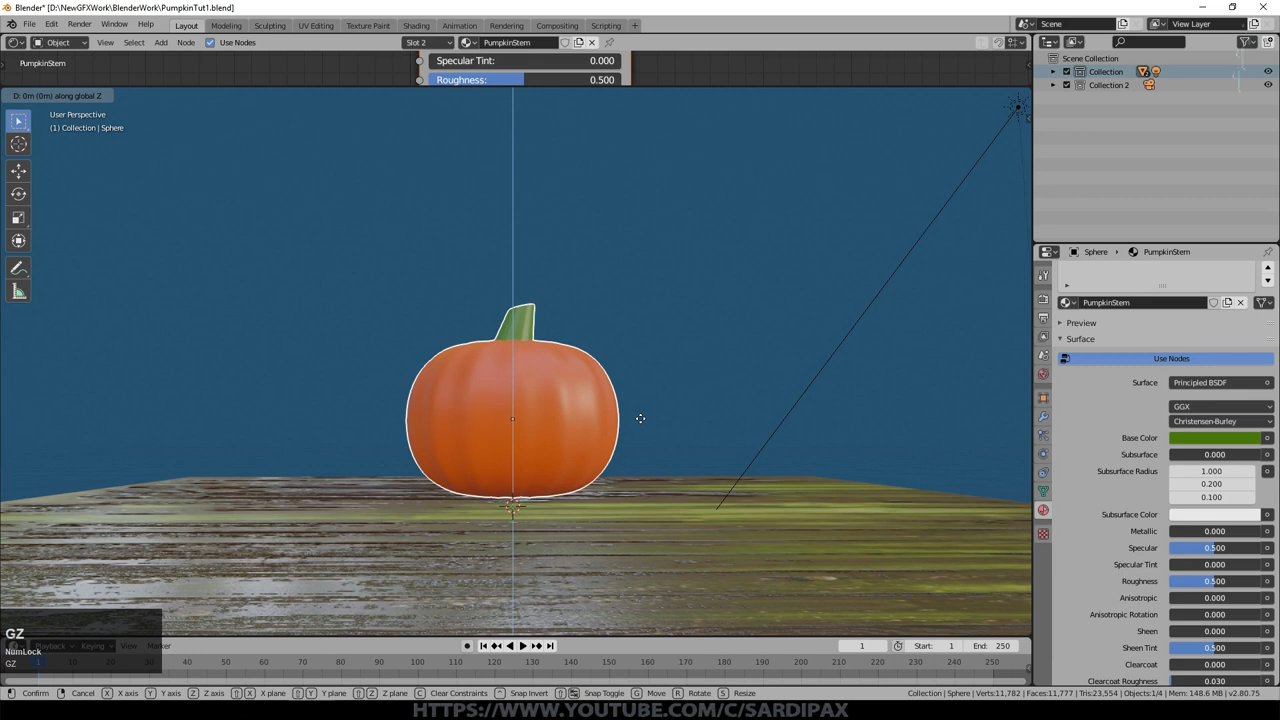 Blender* [D:\NewGFXWork\BlenderWork\PumpkinTut1.blend]
File Edit Render Window Help Layout Modeling Sculpting UV Editing Texture Paint Shading Animation Rendering Compositing Scripting + Scene View Layer
Object View Select Add Node Use Nodes Slot 2 PumpkinStem
PumpkinStem
Specular Tint: 0.000
Roughness: 0.500
D: 0m (0m) along global Z
User Perspective
(1) Collection | Sphere
Scene Collection
Collection
Collection 2
Sphere PumpkinStem
PumpkinStem
Preview
Surface
Use Nodes
Surface Principled BSDF
GGX
Christensen-Burley
Base Color
Subsurface 0.000
Subsurface Radius 1.000
0.200
0.100
Subsurface Color
Metallic 0.000
Specular 0.500
Specular Tint 0.000
Roughness 0.500
Anisotropic 0.000
Anisotropic Rotation 0.000
Sheen 0.000
Sheen Tint 0.500
Clearcoat 0.000
Clearcoat Roughness 0.030
GZ
NumLock
GZ
Playback Keying View Marker 1 Start: 1 End: 250
1 10 20 30 40 50 60 70 80 90 100 110 120 130 140 150 160 170 180 190 200 210 220 230 240 250
Confirm Cancel X X axis Y Y axis Z Z axis X X plane Y Y plane Z Z plane C Clear Constraints Snap Invert Snap Toggle G Move R Rotate S Resize Collection | Sphere | Verts:11,782 | Faces:11,777 | Tris:23,554 | Objects:1/4 | Mem: 148.6 MB | v2.80.75
HTTPS://WWW.YOUTUBE.COM/C/SARDIPAX